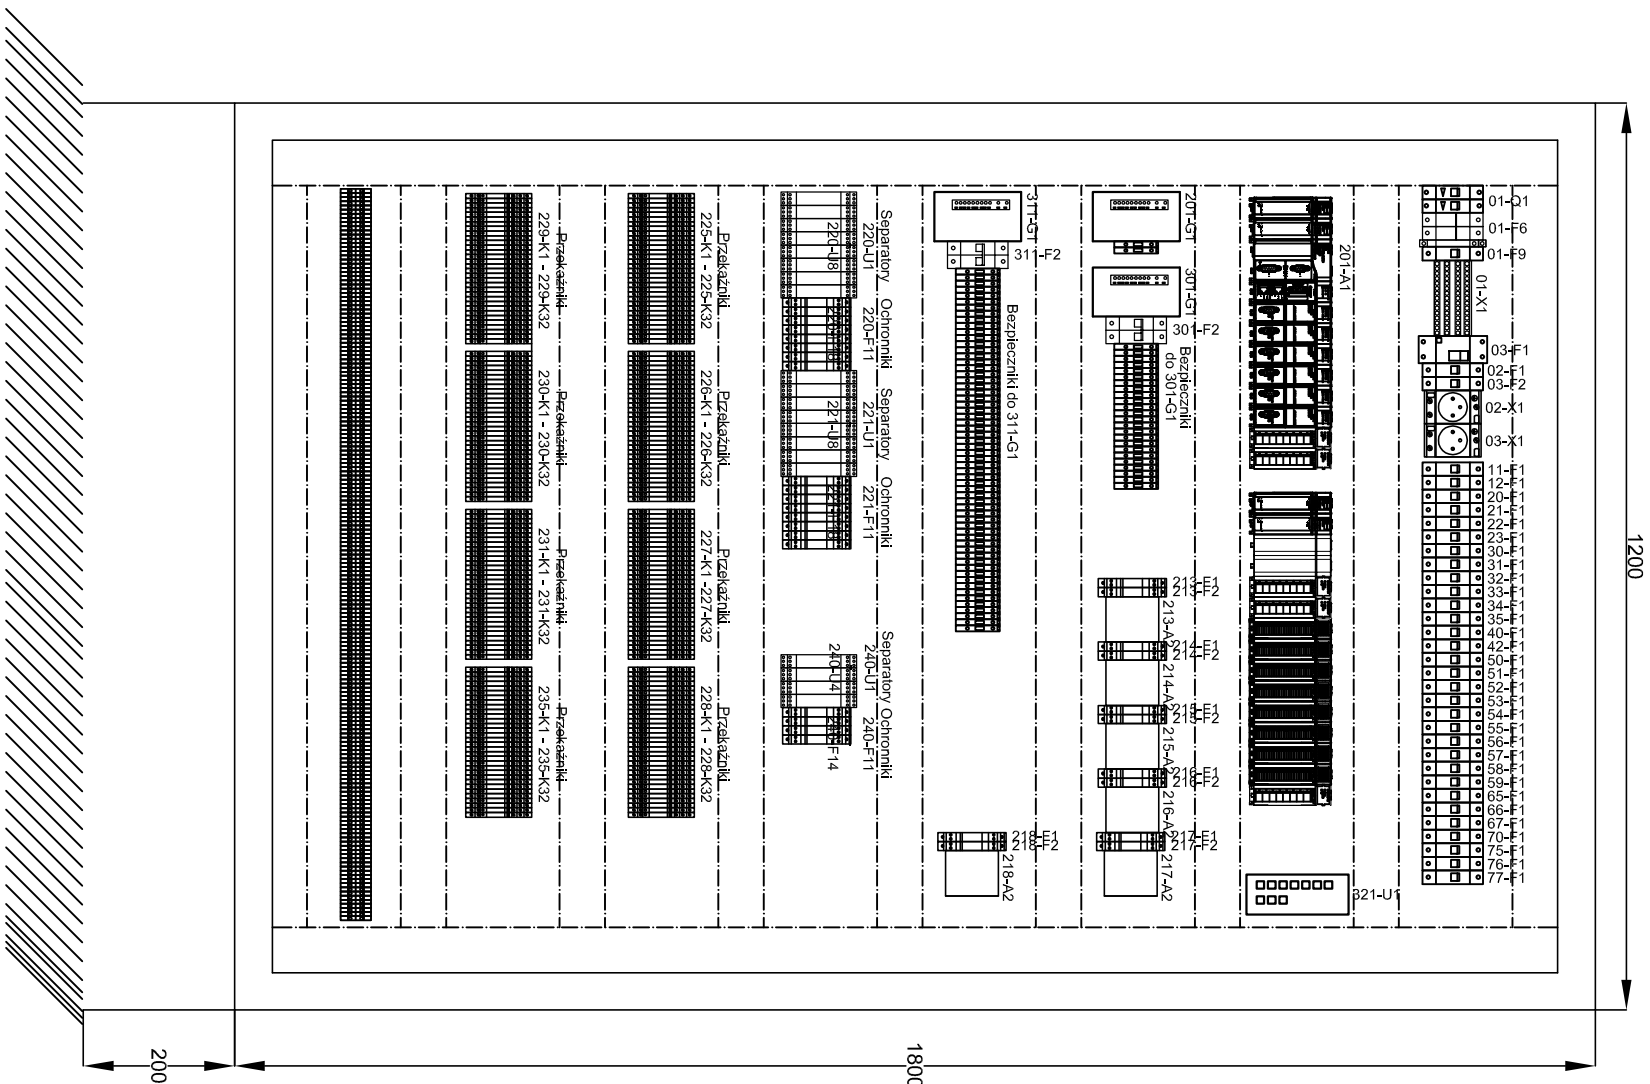 01-Q1
01-F6
01-F9
01-X1
03-F1
02-F1
03-F2
02-X1
03-X1
11-F1
12-F1
20-F1
21-F1
22-F1
23-F1
30-F1
31-F1
32-F1
33-F1
34-F1
35-F1
40-F1
42-F1
50-F1
51-F1
52-F1
53-F1
54-F1
55-F1
56-F1
57-F1
58-F1
59-F1
65-F1
66-F1
67-F1
70-F1
75-F1
76-F1
77-F1
201-A1
321-U1
201-G1
301-G1
301-F2
Bezpieczniki
do 301-G1
213-F1
213-F2
213-A2
214-F1
214-F2
214-A2
215-F1
215-F2
215-A2
216-F1
216-F2
216-A2
217-F1
217-F2
217-A2
311-G1
311-F2
Bezpieczniki do 311-G1
218-F1
218-F2
218-A2
Separatory
220-U1
220-U8
Ochronniki
220-F11
Separatory
221-U1
221-U8
Ochronniki
221-F11
Separatory
240-U1
240-U4
Ochronniki
240-F11
240-F14
Przekaźniki
225-K1 - 225-K32
Przekaźniki
226-K1 - 226-K32
Przekaźniki
227-K1 -227-K32
Przekaźniki
228-K1 - 228-K32
Przekaźniki
229-K1 - 229-K32
Przekaźniki
230-K1 - 230-K32
Przekaźniki
231-K1 - 231-K32
Przekaźniki
235-K1 - 235-K32
1200
1800
200